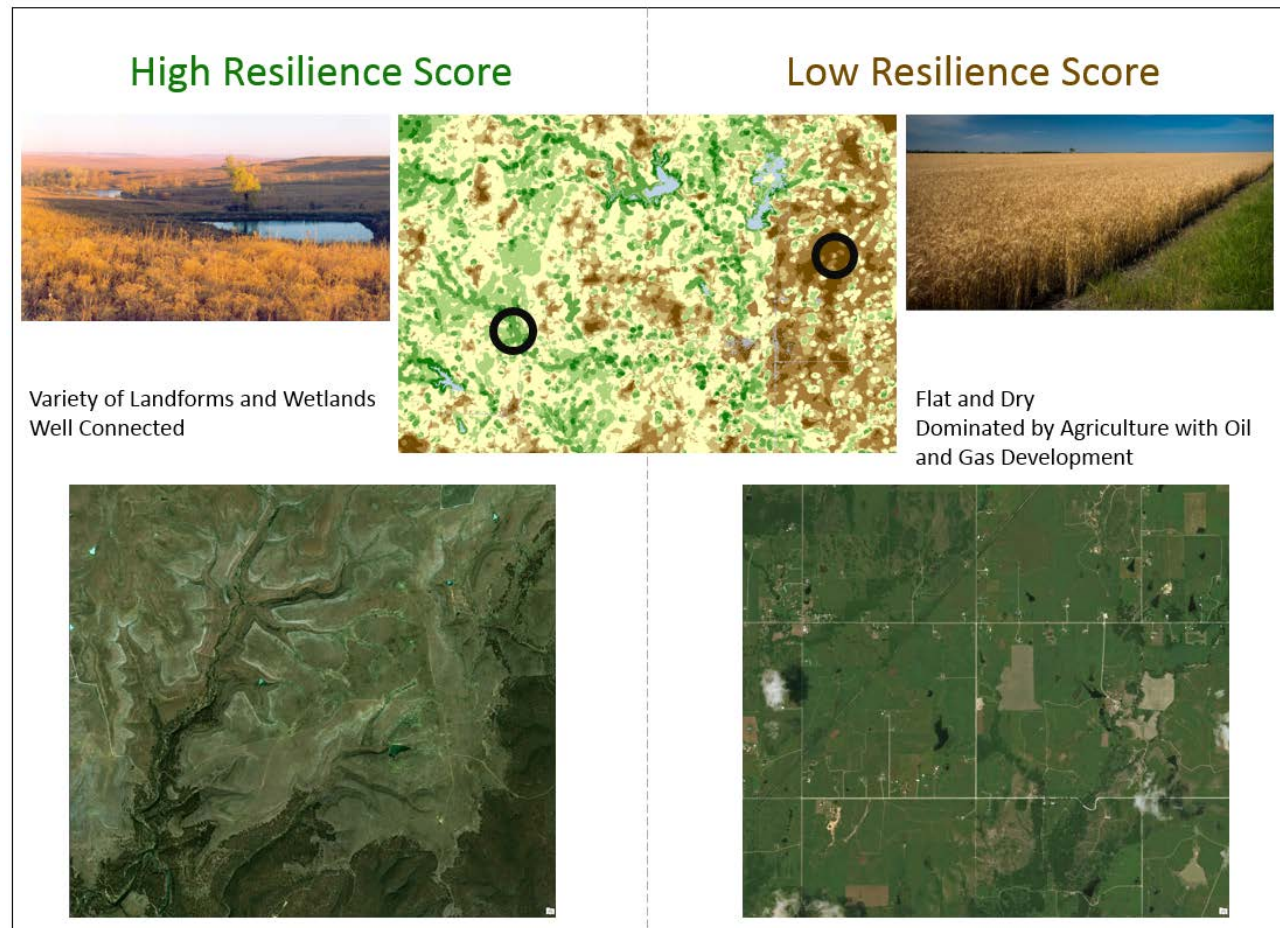 High Resilience Score
Low Resilience Score
Variety of Landforms and Wetlands
Well Connected
Flat and Dry
Dominated by Agriculture with Oil
and Gas Development